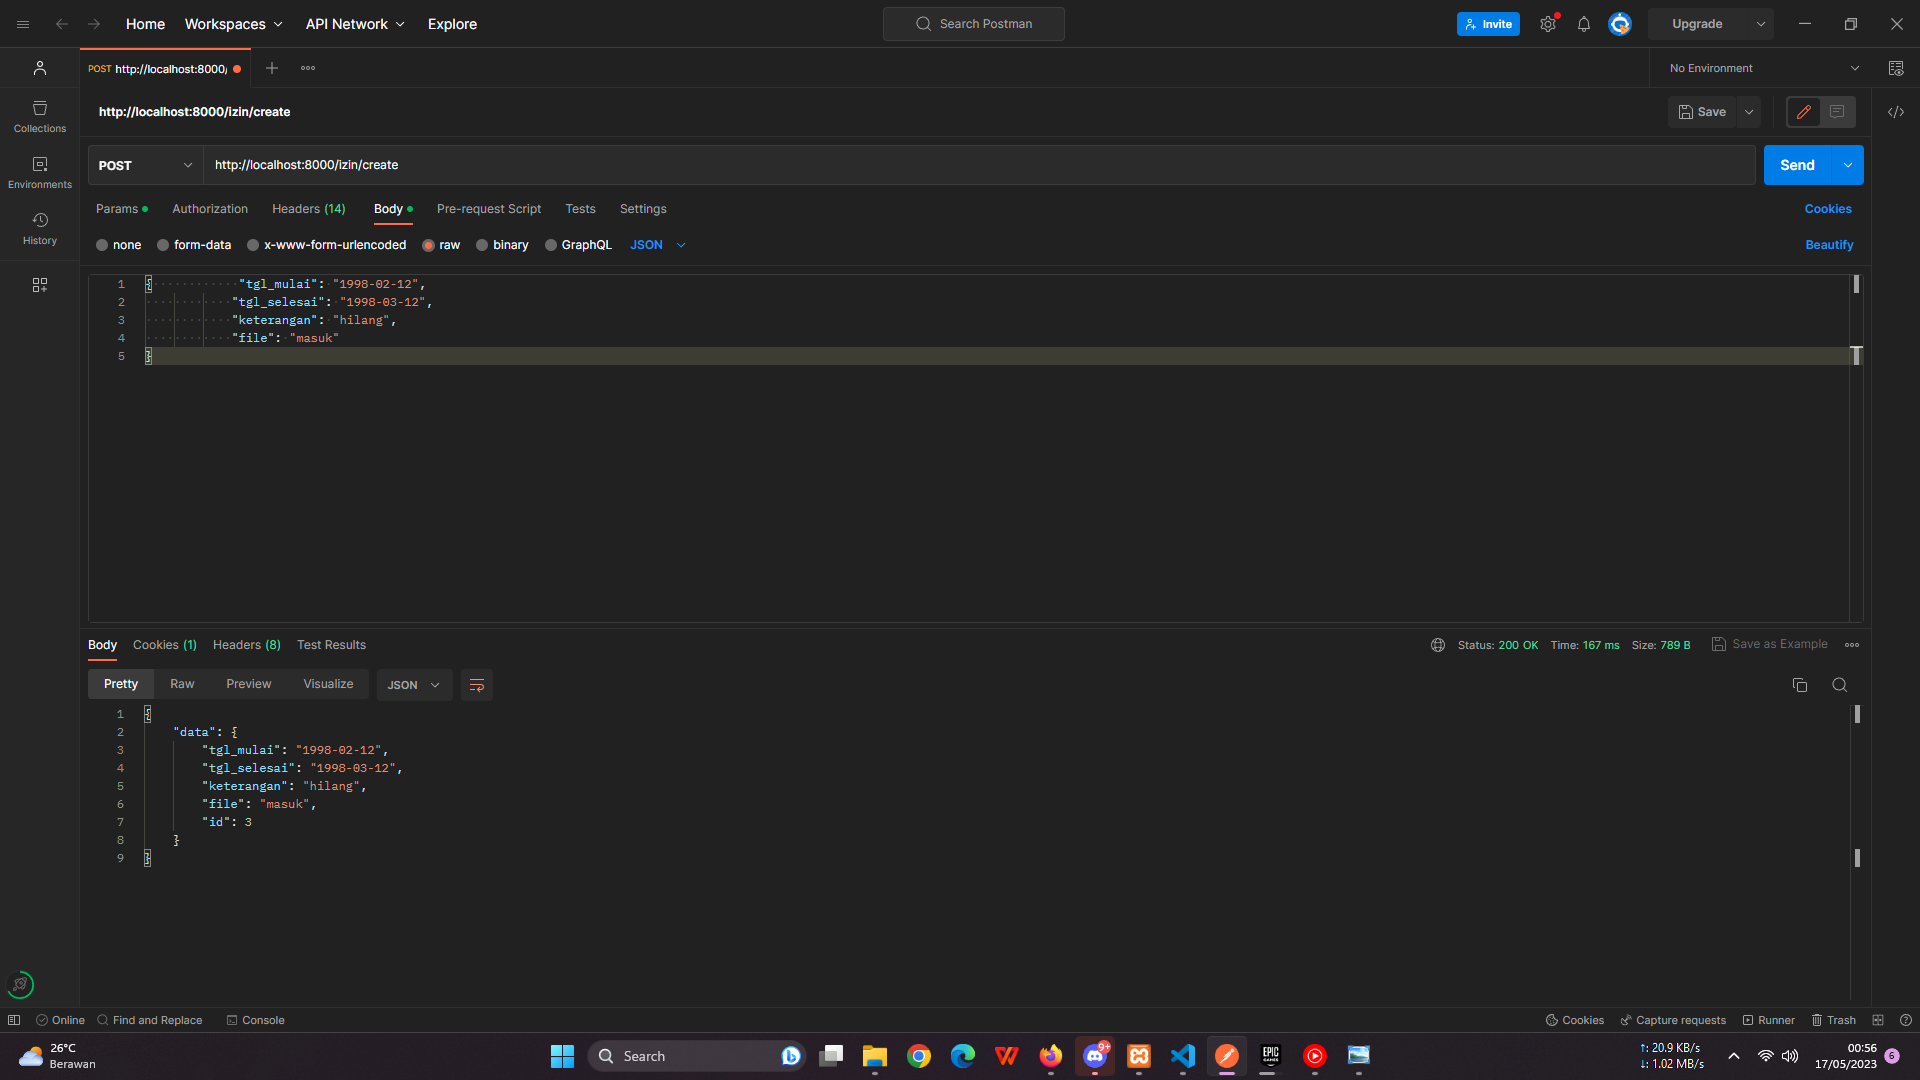 Home Workspaces API Network Explore Search Postman Invite Upgrade
POST http://localhost:8000/ No Environment
http://localhost:8000/izin/create Save
Collections
POST http://localhost:8000/izin/create Send
Environments
Params Authorization Headers (14) Body Pre-request Script Tests Settings Cookies
History
none form-data x-www-form-urlencoded raw binary GraphQL JSON Beautify
1 { "tgl_mulai": "1998-02-12",
2 "tgl_selesai": "1998-03-12",
3 "keterangan": "hilang",
4 "file": "masuk"
5 }
Body Cookies (1) Headers (8) Test Results Status: 200 OK Time: 167 ms Size: 789 B Save as Example
Pretty Raw Preview Visualize JSON
1 {
2 "data": {
3 "tgl_mulai": "1998-02-12",
4 "tgl_selesai": "1998-03-12",
5 "keterangan": "hilang",
6 "file": "masuk",
7 "id": 3
8 }
9 }
Online Find and Replace Console Cookies Capture requests Runner Trash
26°C
Berawan
Search
9+
EPIC
GAMES
↑: 20.9 KB/s
↓: 1.02 MB/s
00:56
17/05/2023
6